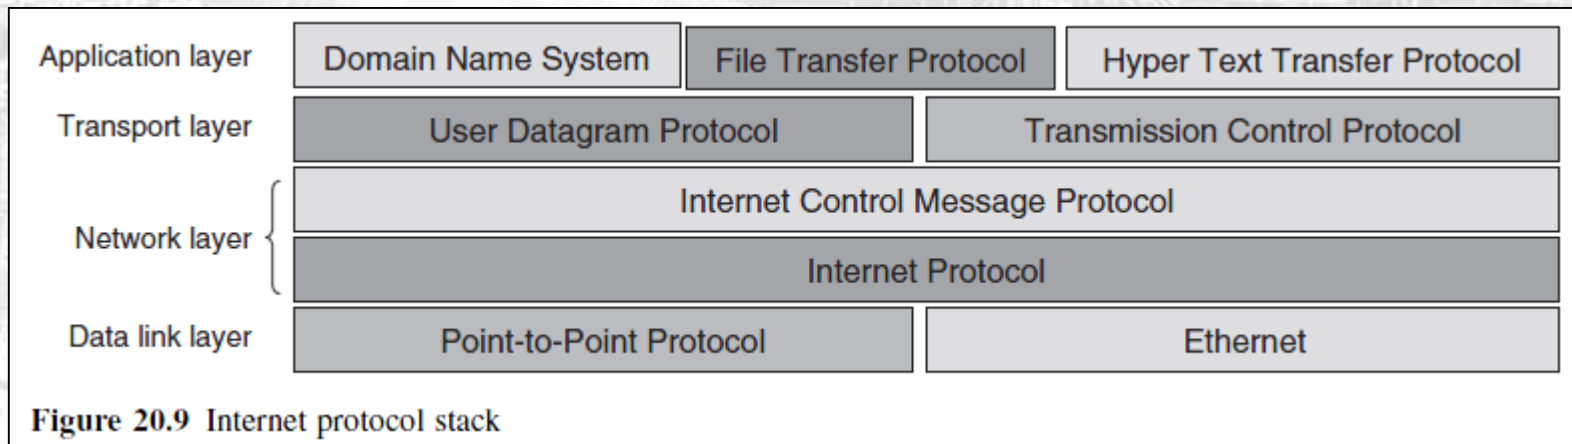 Application layer Domain Name System File Transfer Protocol Hyper Text Transfer Protocol
Transport layer User Datagram Protocol Transmission Control Protocol
Internet Control Message Protocol
Network layer
Internet Protocol
Data link layer Point-to-Point Protocol Ethernet
Figure 20.9 Internet protocol stack